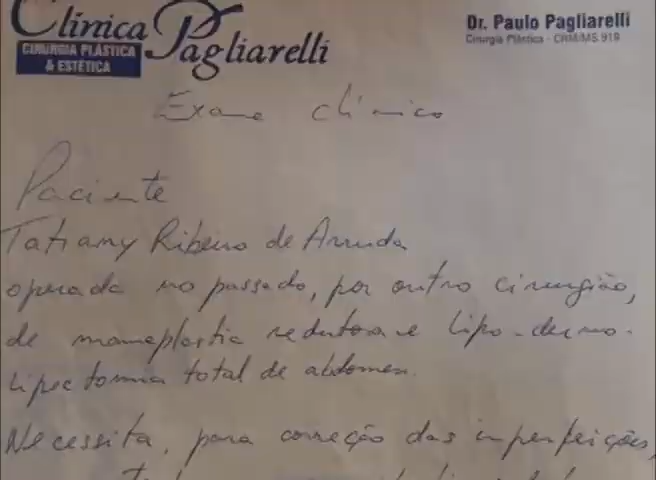 Clínica Pagliarelli
CIRURGIA PLÁSTICA
& ESTÉTICA
Dr. Paulo Pagliarelli
Cirurgia Plástica - CRM/MS 919
Exame clínico
Paciente
Tatiamy Ribeiro de Arruda
operada no passado, por outro cirurgião,
de mamoplastia redutora e lipo-dermo-
lipectomia total de abdomen.
Necessita, para correção das imperfeições,